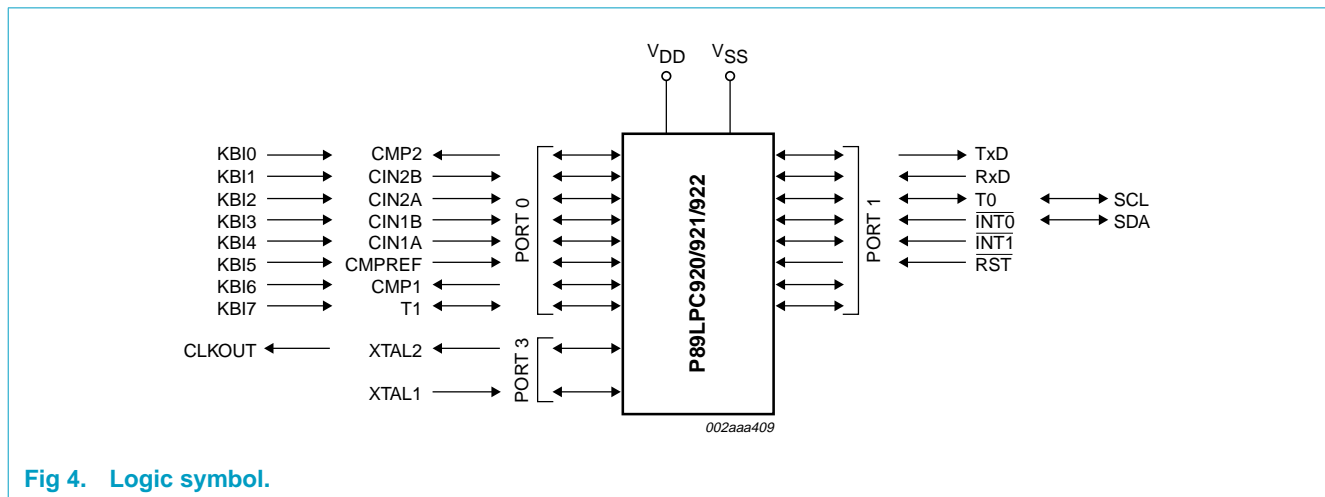 VDD VSS
KBI0 CMP2 TxD
KBI1 CIN2B RxD
KBI2 CIN2A T0 SCL
KBI3 CIN1B INT0 SDA
KBI4 CIN1A INT1
KBI5 CMPREF RST
KBI6 CMP1
KBI7 T1
PORT 0
P89LPC920/921/922
PORT 1
CLKOUT XTAL2
XTAL1
PORT 3
002aaa409
Fig 4. Logic symbol.